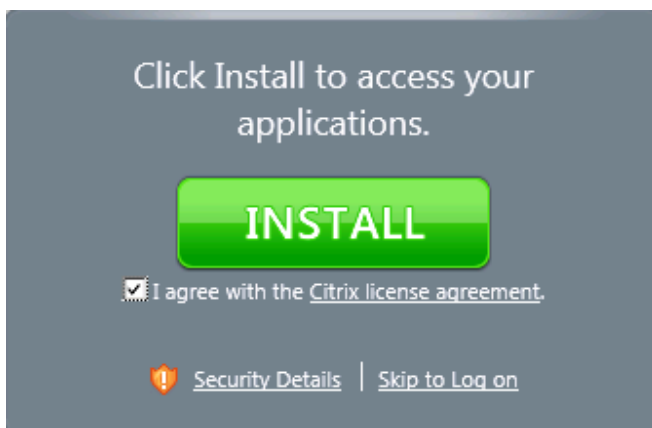 Click Install to access your
applications.
INSTALL
I agree with the Citrix license agreement.
Security Details | Skip to Log on